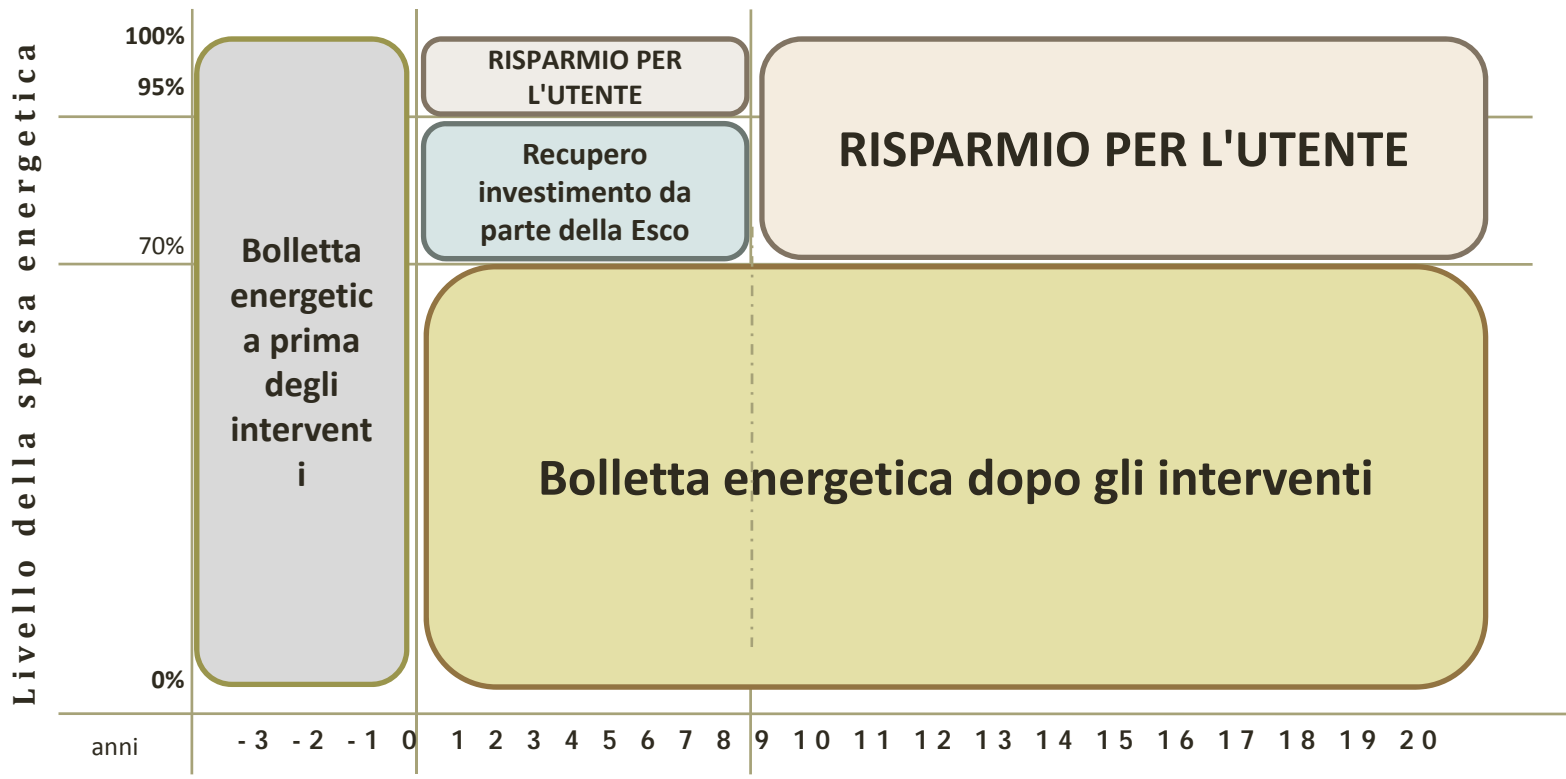 Livello della spesa energetica
100%
95%
70%
0%
Bolletta
energetic
a prima
degli
intervent
i
RISPARMIO PER
L'UTENTE
Recupero
investimento da
parte della Esco
RISPARMIO PER L'UTENTE
Bolletta energetica dopo gli interventi
anni -3 -2 -1 0 1 2 3 4 5 6 7 8 9 10 11 12 13 14 15 16 17 18 19 20